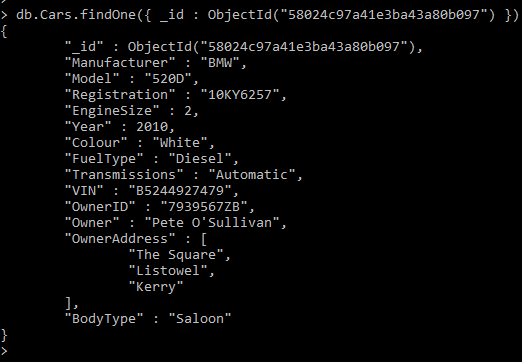 > db.Cars.findOne({ _id : ObjectId("58024c97a41e3ba43a80b097") })
{
        "_id" : ObjectId("58024c97a41e3ba43a80b097"),
        "Manufacturer" : "BMW",
        "Model" : "520D",
        "Registration" : "10KY6257",
        "EngineSize" : 2,
        "Year" : 2010,
        "Colour" : "White",
        "FuelType" : "Diesel",
        "Transmissions" : "Automatic",
        "VIN" : "B5244927479",
        "OwnerID" : "7939567ZB",
        "Owner" : "Pete O'Sullivan",
        "OwnerAddress" : [
                "The Square",
                "Listowel",
                "Kerry"
        ],
        "BodyType" : "Saloon"
}
>